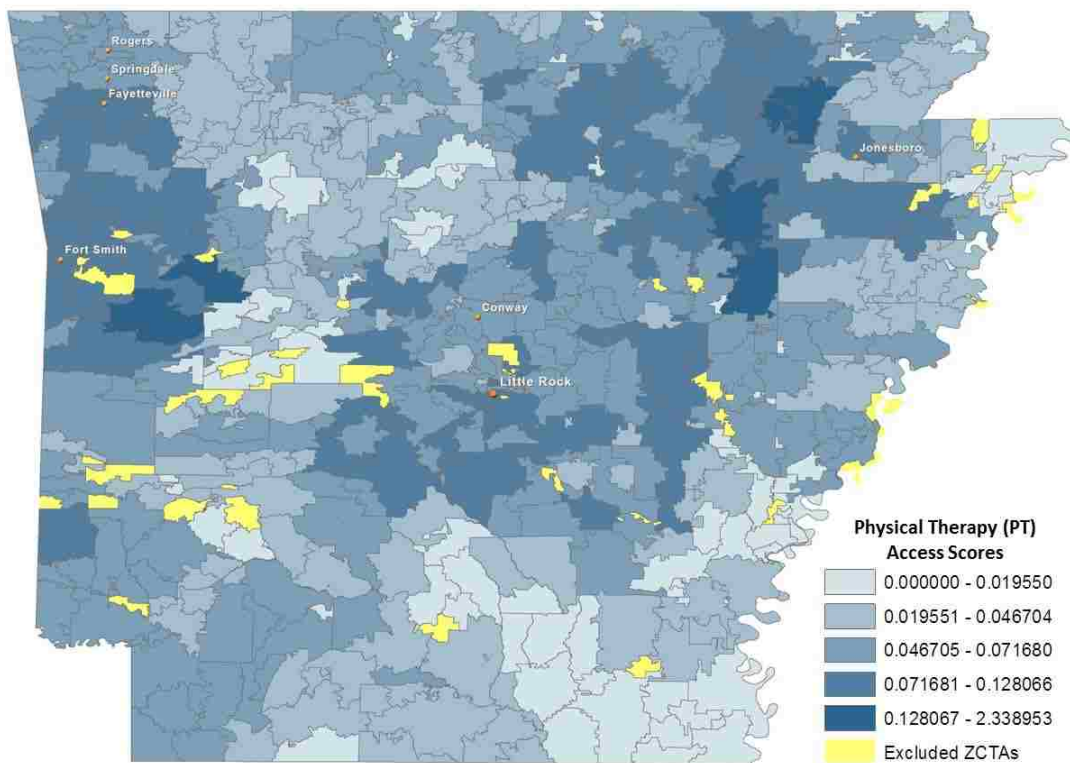 Rogers
Springdale
Fayetteville
Jonesboro
Fort Smith
Conway
Little Rock
Physical Therapy (PT)
Access Scores
0.000000 - 0.019550
0.019551 - 0.046704
0.046705 - 0.071680
0.071681 - 0.128066
0.128067 - 2.338953
Excluded ZCTAs